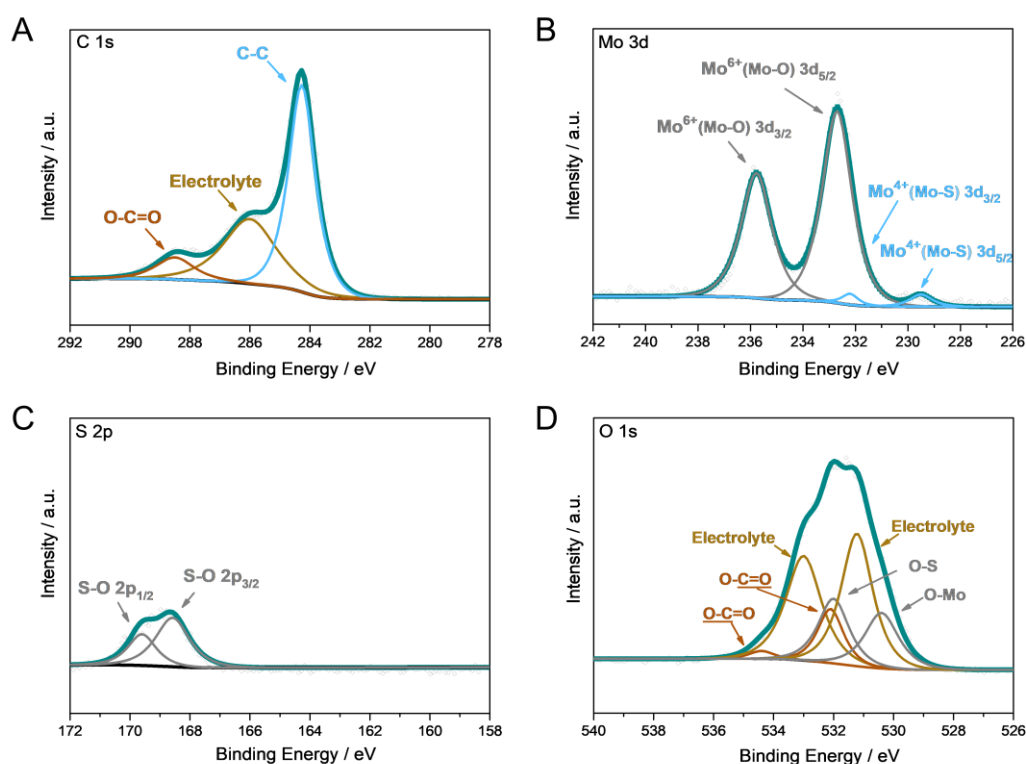 A
C 1s
C-C
Electrolyte
O-C=O
Intensity / a.u.
292 290 288 286 284 282 280 278
Binding Energy / eV
B
Mo 3d
Mo⁶⁺(Mo-O) 3d₅/₂
Mo⁶⁺(Mo-O) 3d₃/₂
Mo⁴⁺(Mo-S) 3d₃/₂
Mo⁴⁺(Mo-S) 3d₅/₂
Intensity / a.u.
242 240 238 236 234 232 230 228 226
Binding Energy / eV
C
S 2p
S-O 2p₃/₂
S-O 2p₁/₂
Intensity / a.u.
172 170 168 166 164 162 160 158
Binding Energy / eV
D
O 1s
Electrolyte
Electrolyte
O-C=O
O-S
O-Mo
O-C=O
Intensity / a.u.
540 538 536 534 532 530 528 526
Binding Energy / eV